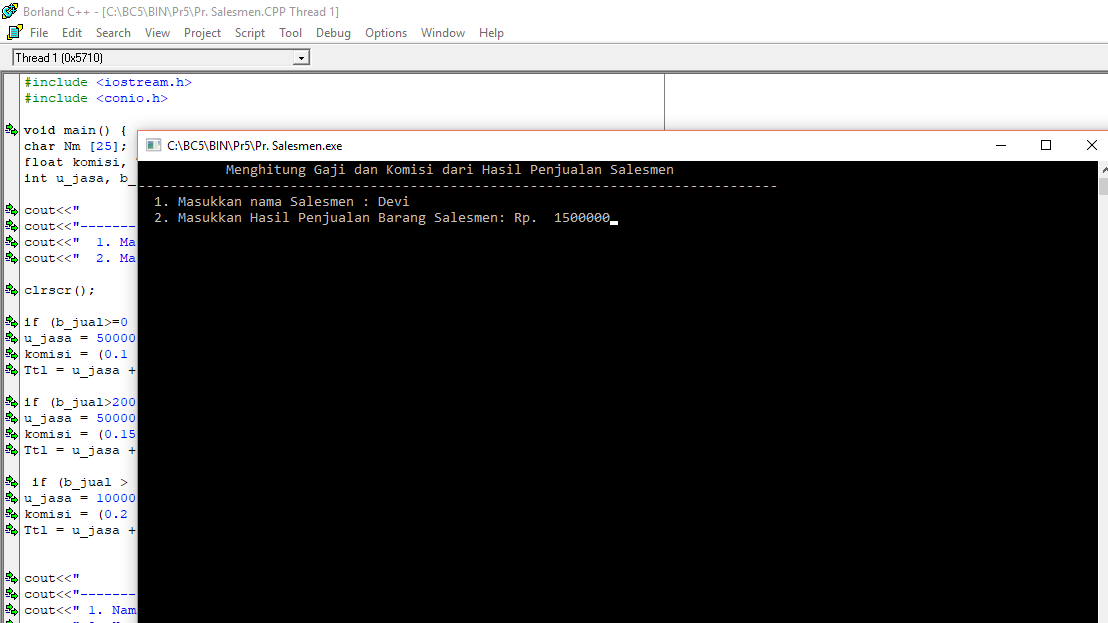 Borland C++ - [C:\BC5\BIN\Pr5\Pr. Salesmen.CPP Thread 1]
File Edit Search View Project Script Tool Debug Options Window Help
Thread 1 (0x5710)
#include <iostream.h>
#include <conio.h>
void main() {
char Nm [25];
float komisi,
int u_jasa, b_
cout<<"
cout<<"-------
cout<<"  1. Ma
cout<<"  2. Ma
clrscr();
if (b_jual>=0
u_jasa = 50000
komisi = (0.1
Ttl = u_jasa +
if (b_jual>200
u_jasa = 50000
komisi = (0.15
Ttl = u_jasa +
if (b_jual >
u_jasa = 10000
komisi = (0.2
Ttl = u_jasa +
cout<<"
cout<<"-------
cout<<" 1. Nam
C:\BC5\BIN\Pr5\Pr. Salesmen.exe
Menghitung Gaji dan Komisi dari Hasil Penjualan Salesmen
--------------------------------------------------------------------------------
1. Masukkan nama Salesmen : Devi
2. Masukkan Hasil Penjualan Barang Salesmen: Rp.  1500000